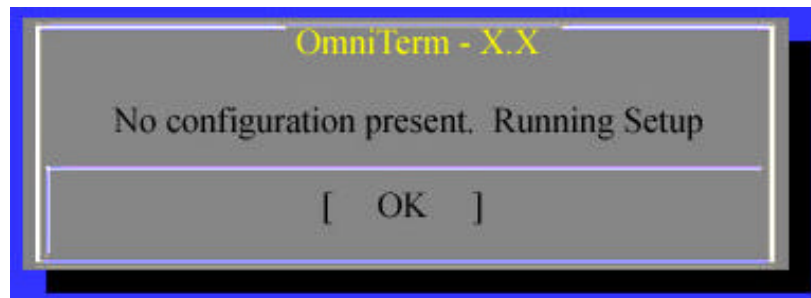 OmniTerm - X.X
No configuration present. Running Setup
[ OK ]